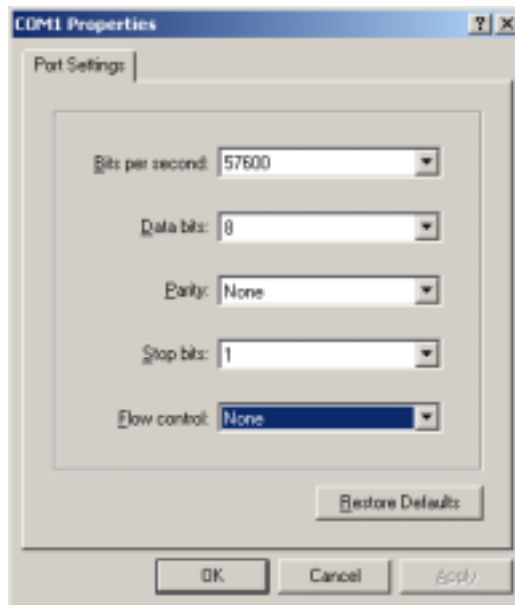 COM1 Properties
Port Settings
Bits per second: 57600
Data bits: 8
Parity: None
Stop bits: 1
Flow control: None
Restore Defaults
OK Cancel Apply